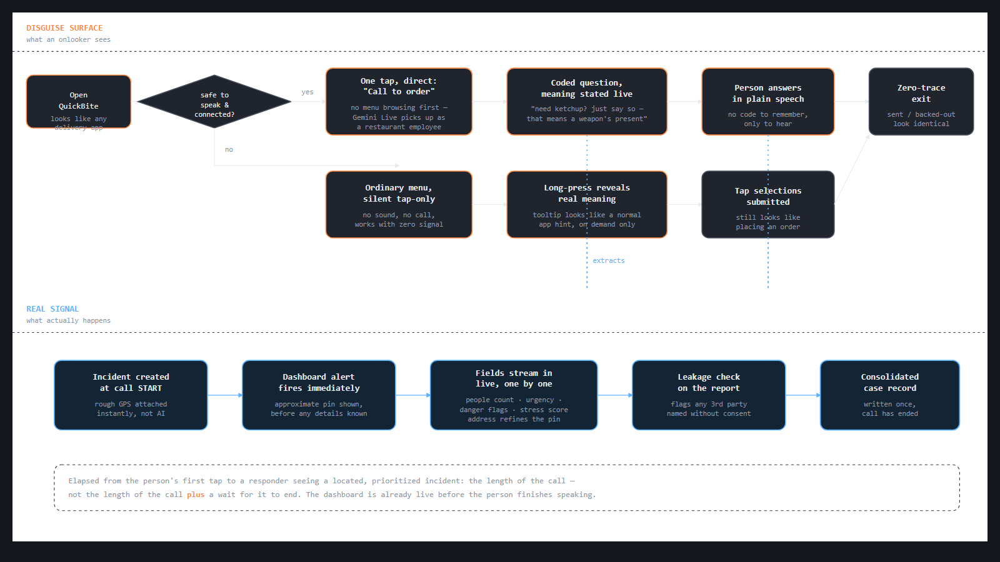 DISGUISE SURFACE
what an onlooker sees
Open
QuickBite
looks like any
delivery app
safe to
speak &
connected?
yes
no
One tap, direct:
"Call to order"
no menu browsing first —
Gemini Live picks up as
a restaurant employee
Coded question,
meaning stated live
"need ketchup? just say so —
that means a weapon's present"
Person answers
in plain speech
no code to remember,
only to hear
Zero-trace
exit
sent / backed-out
look identical
Ordinary menu,
silent tap-only
no sound, no call,
works with zero signal
Long-press reveals
real meaning
tooltip looks like a normal
app hint, on demand only
Tap selections
submitted
still looks like
placing an order
extracts
REAL SIGNAL
what actually happens
Incident created
at call START
rough GPS attached
instantly, not AI
Dashboard alert
fires immediately
approximate pin shown,
before any details known
Fields stream in
live, one by one
people count · urgency ·
danger flags · stress score
address refines the pin
Leakage check
on the report
flags any 3rd party
named without consent
Consolidated
case record
written once,
call has ended
Elapsed from the person's first tap to a responder seeing a located, prioritized incident: the length of the call —
not the length of the call plus a wait for it to end. The dashboard is already live before the person finishes speaking.